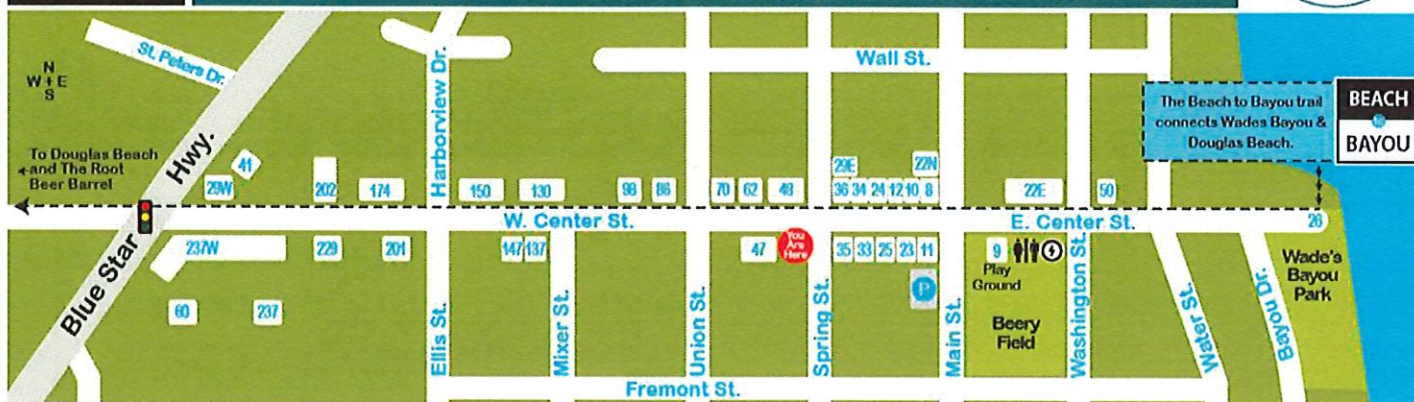 St. Peters Dr.
N
W + E
S
Blue Star Hwy.
Harborview Dr.
Wall St.
The Beach to Bayou trail
connects Wades Bayou &
Douglas Beach.
BEACH
to
BAYOU
To Douglas Beach
and The Root
Beer Barrel
41
29W
202
174
150
130
98
86
70
62
48
29E
22N
36 34 24 12 10 8
22E
50
W. Center St.
E. Center St.
26
237W
229
201
147 137
47
You
Are
Here
35 33 25 23 11
P
9
Play
Ground
Beery
Field
Wade's
Bayou
Park
60
237
Ellis St.
Mixer St.
Union St.
Spring St.
Main St.
Washington St.
Water St.
Bayou Dr.
Fremont St.